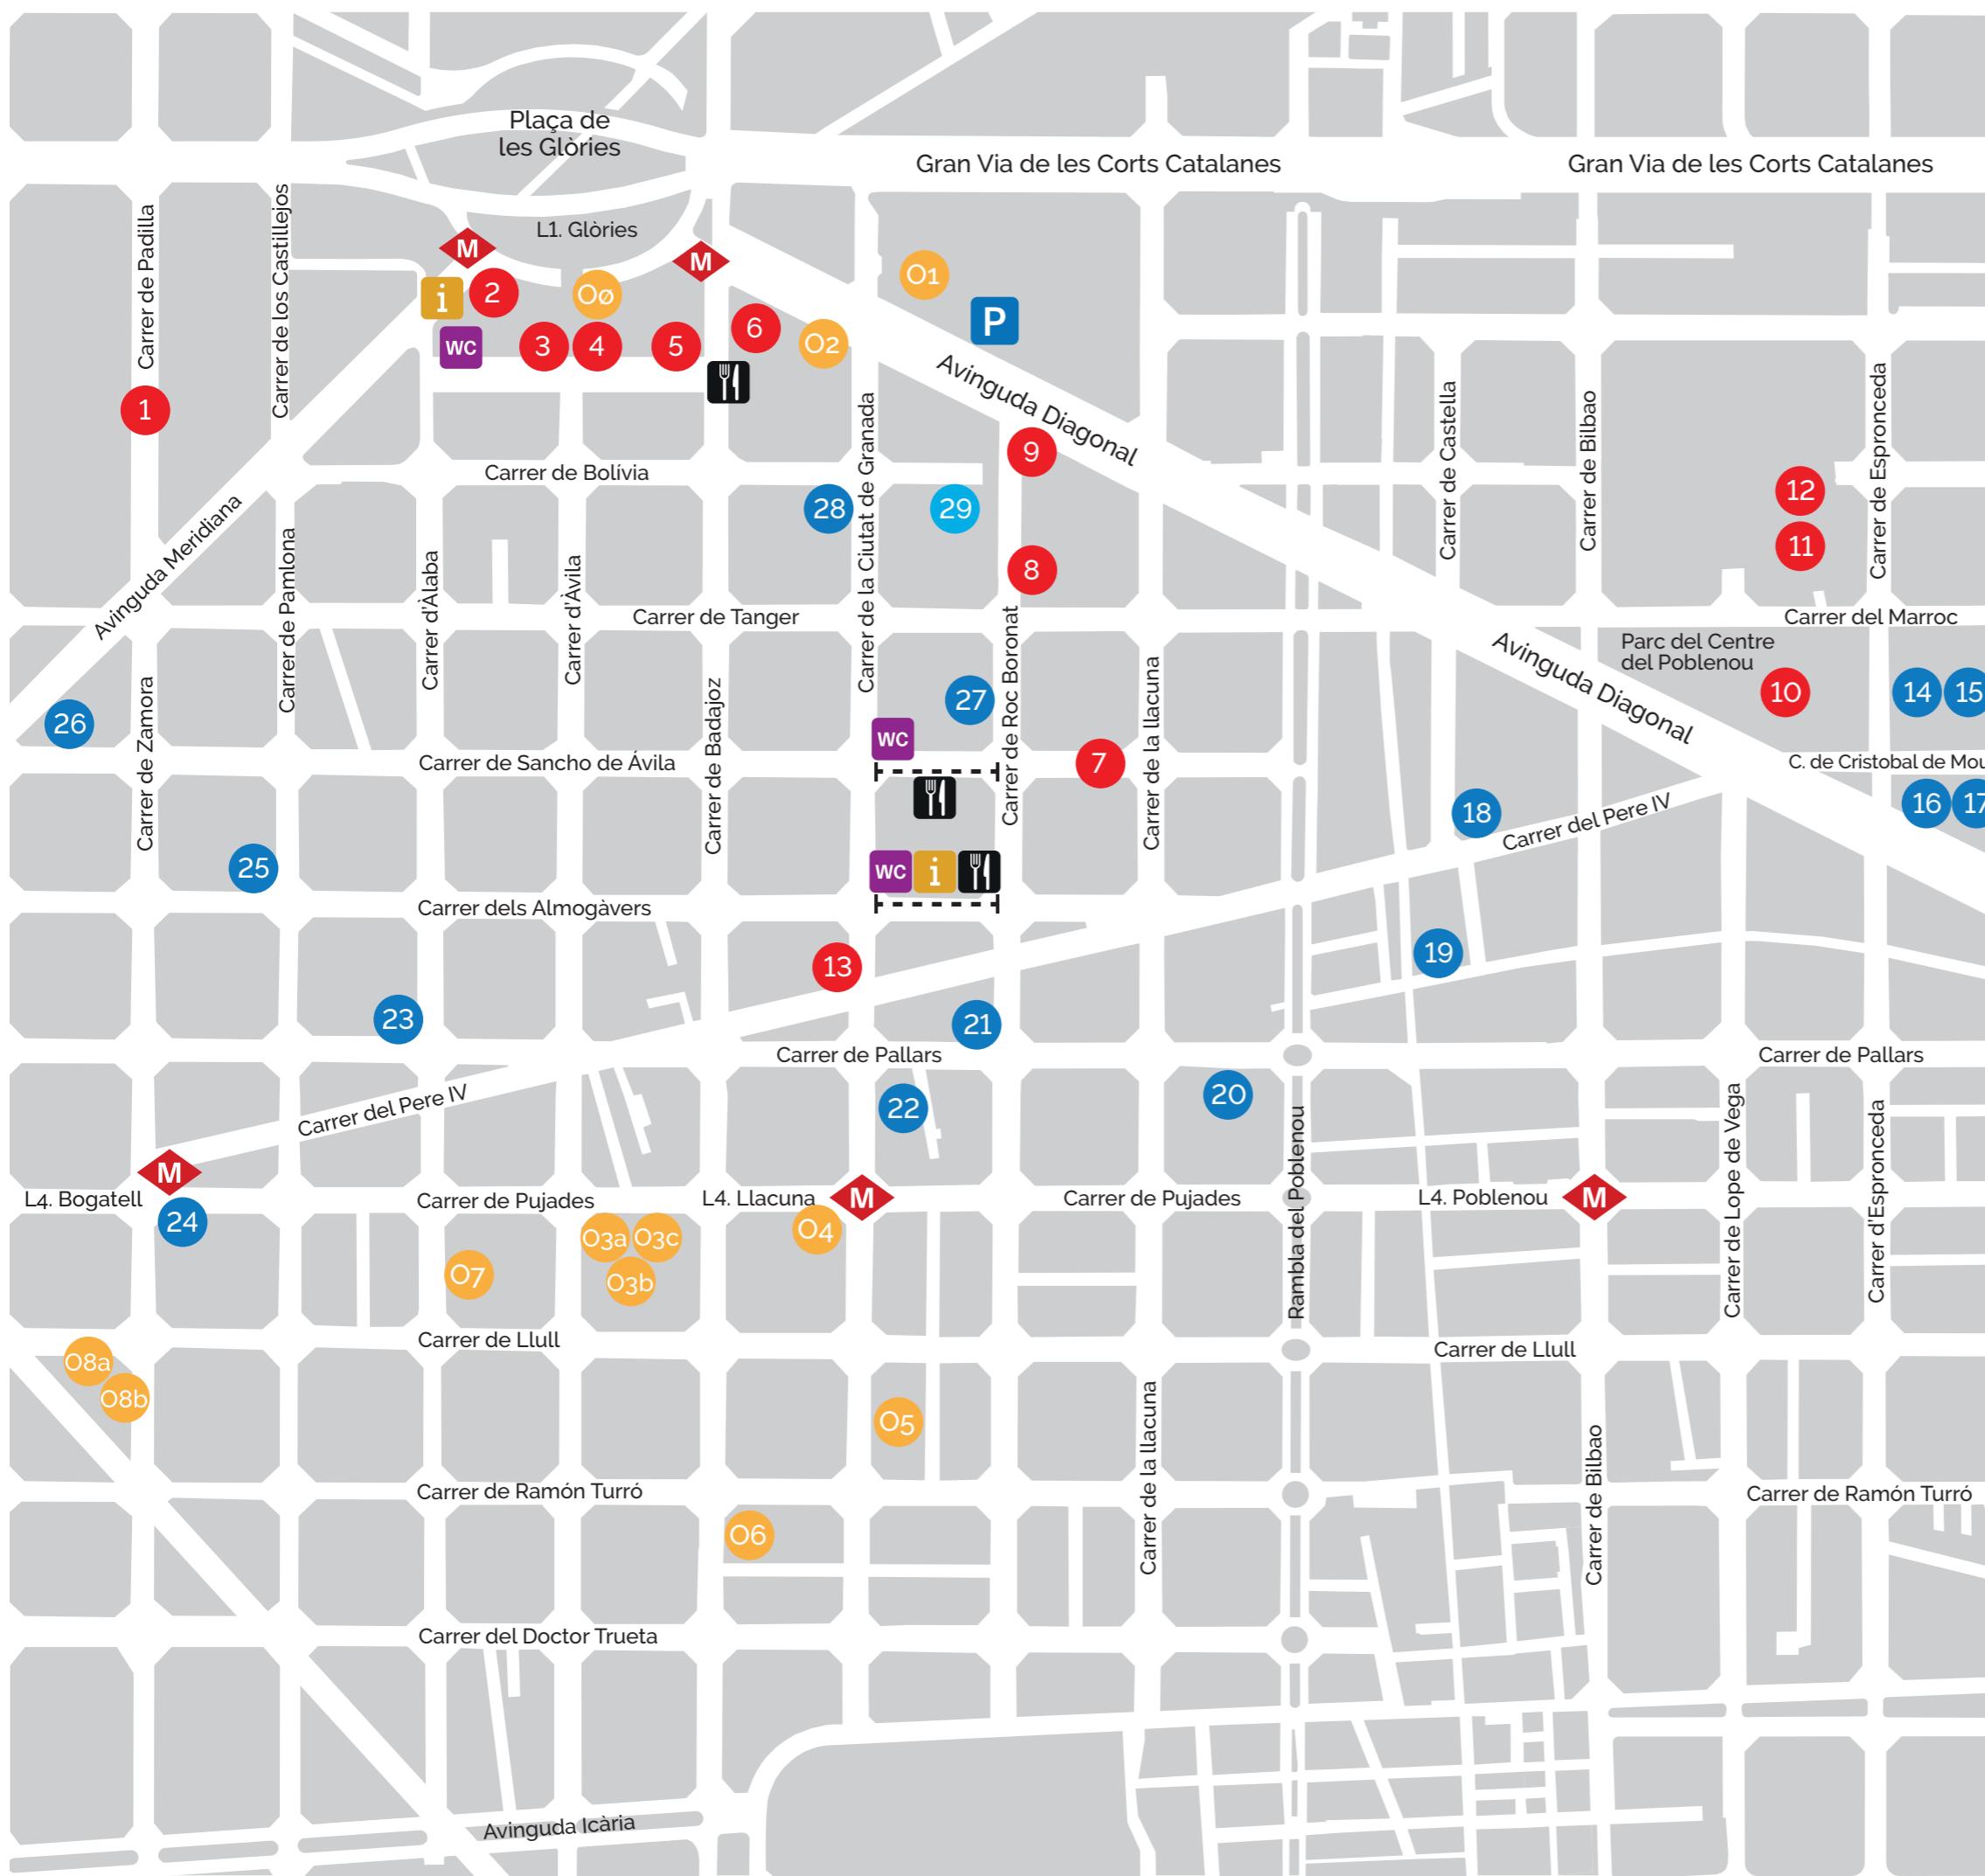 Plaça de
les Glòries
Gran Via de les Corts Catalanes
Gran Via de les Corts Catalanes
Carrer de Padilla
Carrer de los Castillejos
L1. Glòries
M
M
i
2
Oø
O1
P
WC
3
4
5
6
O2
1
Avinguda Diagonal
Carrer de la Ciutat de Granada
Carrer de Castella
Carrer de Bilbao
Carrer de Espronceda
9
Carrer de Bolívia
12
28
29
11
8
Avinguda Meridiana
Carrer de Pamlona
Carrer d'Àlaba
Carrer d'Àvila
Carrer de Tanger
Carrer de Roc Boronat
Carrer del Marroc
Parc del Centre
del Poblenou
Avinguda Diagonal
10
14
15
26
27
Carrer de Zamora
Carrer de Badajoz
Carrer de la llacuna
WC
Carrer de Sancho de Ávila
7
C. de Cristobal de Mou
16
17
18
Carrer del Pere IV
25
WC
i
Carrer dels Almogàvers
13
19
23
21
Carrer de Pallars
Carrer de Pallars
Carrer del Pere IV
22
20
Rambla del Poblenou
Carrer de Lope de Vega
Carrer d'Espronceda
M
L4. Bogatell
24
Carrer de Pujades
L4. Llacuna
M
Carrer de Pujades
L4. Poblenou
M
O3a
O3c
O4
O7
O3b
Carrer de Llull
Carrer de Llull
O8a
O8b
O5
Carrer de la llacuna
Carrer de Bilbao
Carrer de Ramón Turró
Carrer de Ramón Turró
O6
Carrer del Doctor Trueta
Avinguda Icària